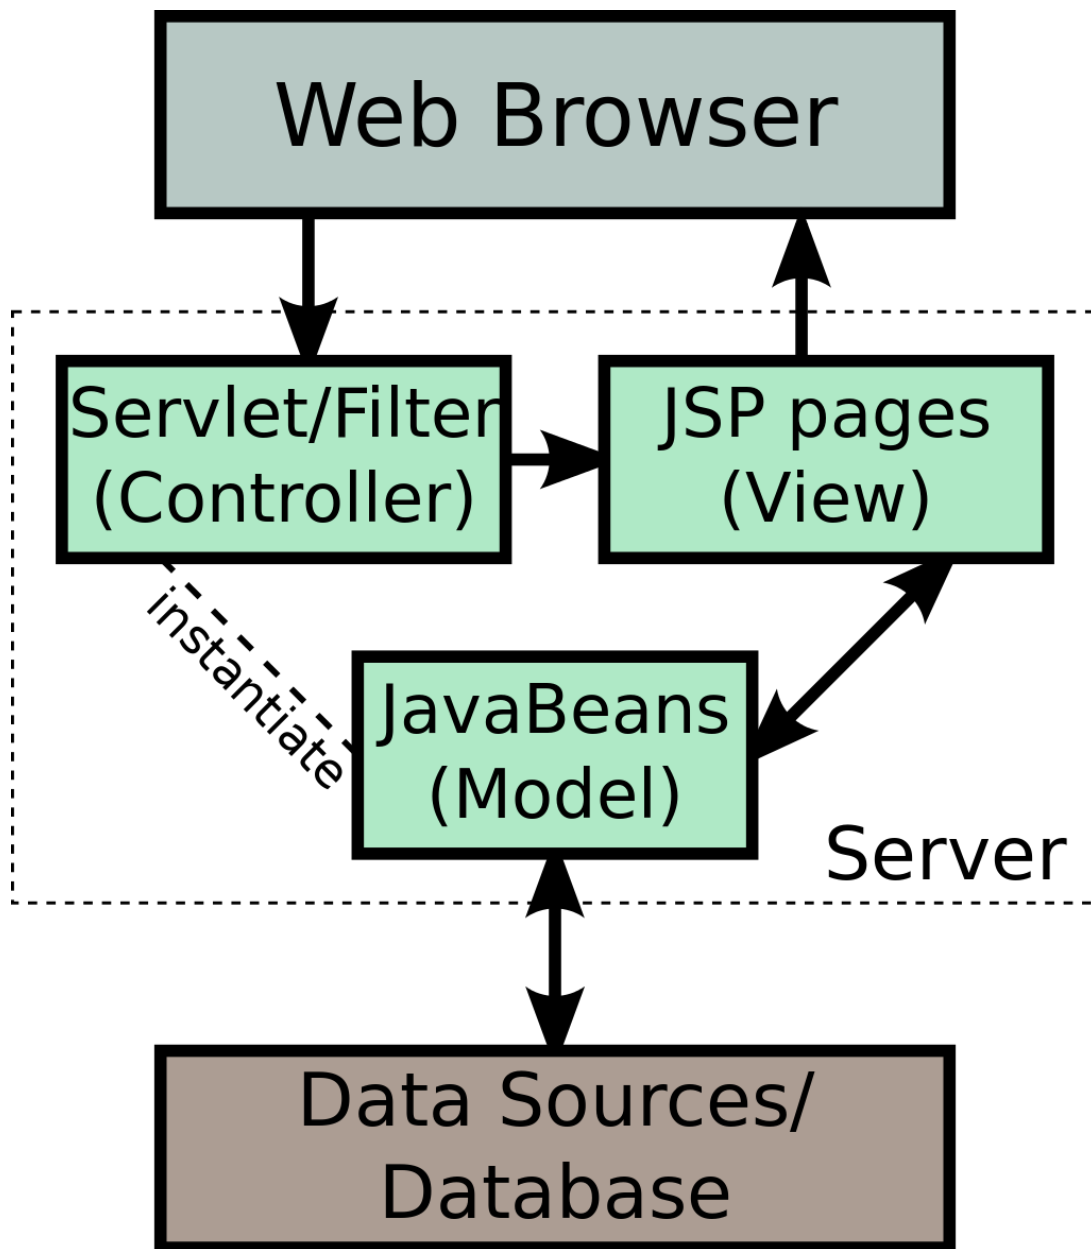 Web Browser
Servlet/Filter
(Controller)
JSP pages
(View)
instantiate
JavaBeans
(Model)
Server
Data Sources/
Database